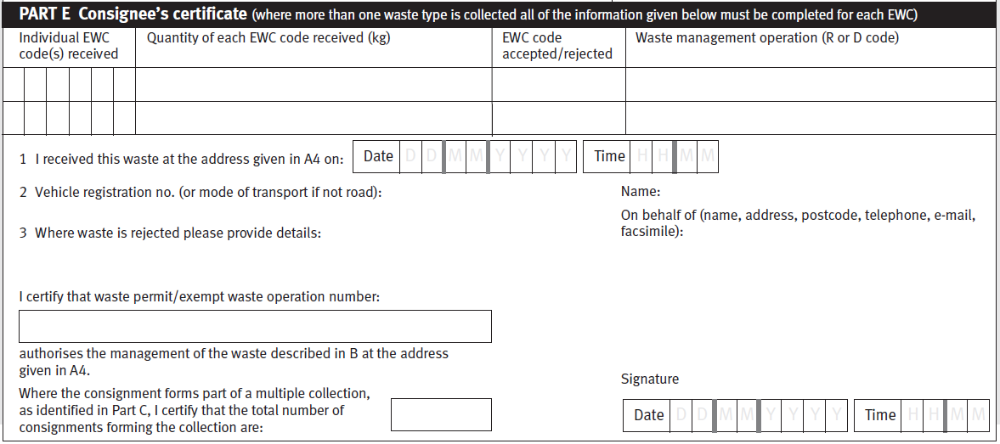 PART E Consignee's certificate (where more than one waste type is collected all of the information given below must be completed for each EWC)
Individual EWC
code(s) received
Quantity of each EWC code received (kg)
EWC code
accepted/rejected
Waste management operation (R or D code)
1 I received this waste at the address given in A4 on:
Date D D M M Y Y Y Y
Time H H M M
2 Vehicle registration no. (or mode of transport if not road):
3 Where waste is rejected please provide details:
Name:
On behalf of (name, address, postcode, telephone, e-mail,
facsimile):
I certify that waste permit/exempt waste operation number:
authorises the management of the waste described in B at the address
given in A4.
Where the consignment forms part of a multiple collection,
as identified in Part C, I certify that the total number of
consignments forming the collection are:
Signature
Date D D M M Y Y Y Y
Time H H M M